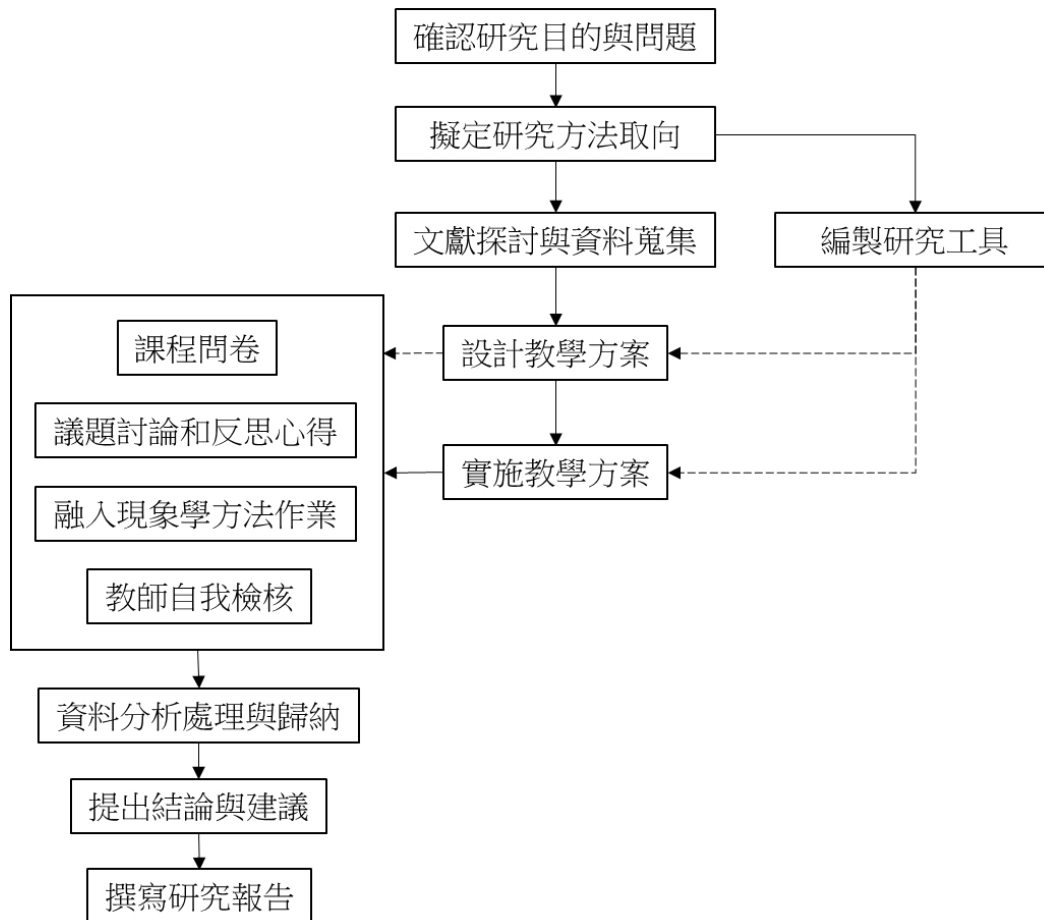 確認研究目的與問題
擬定研究方法取向
文獻探討與資料蒐集
編製研究工具
設計教學方案
實施教學方案
課程問卷
議題討論和反思心得
融入現象學方法作業
教師自我檢核
資料分析處理與歸納
提出結論與建議
撰寫研究報告